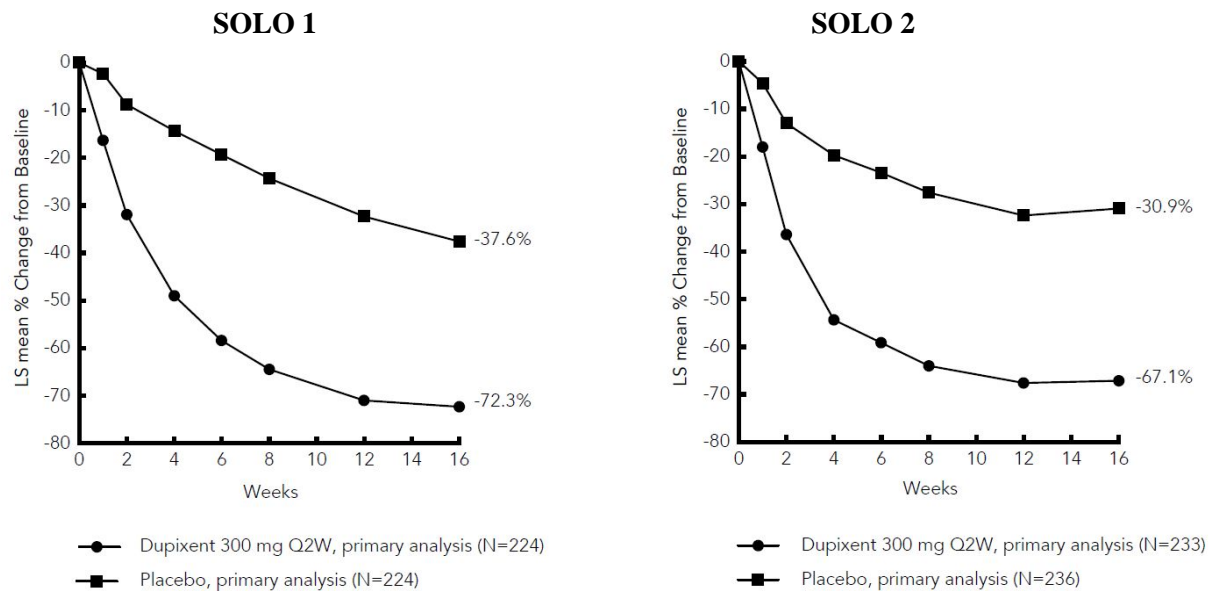 SOLO 1
0
-10
-20
-30
-40
-50
-60
-70
-80
LS mean % Change from Baseline
-37.6%
-72.3%
0 2 4 6 8 10 12 14 16
Weeks
Dupixent 300 mg Q2W, primary analysis (N=224)
Placebo, primary analysis (N=224)
SOLO 2
0
-10
-20
-30
-40
-50
-60
-70
-80
LS mean % Change from Baseline
-30.9%
-67.1%
0 2 4 6 8 10 12 14 16
Weeks
Dupixent 300 mg Q2W, primary analysis (N=233)
Placebo, primary analysis (N=236)